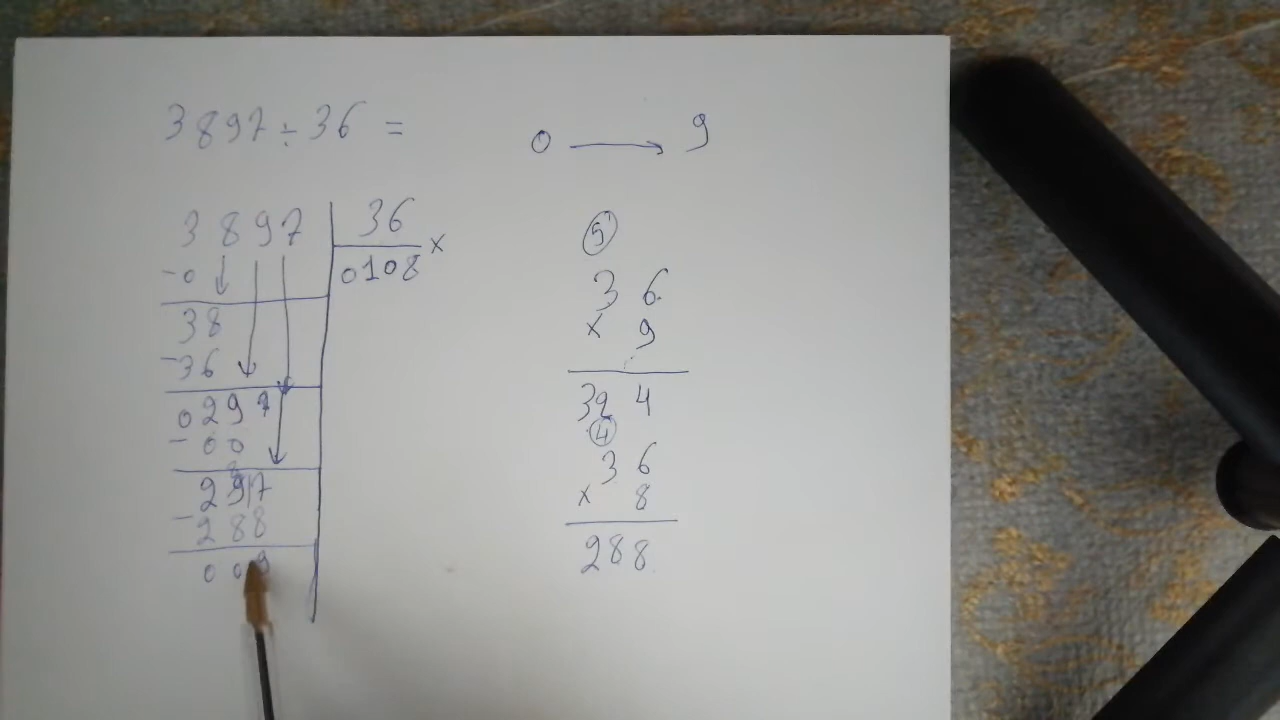 3897 ÷ 36 =
0 → 9
3897 36
-0 0108 x
38
-36
0297
-00
297
-288
009
5
36
x 9
324
4
36
x 8
288